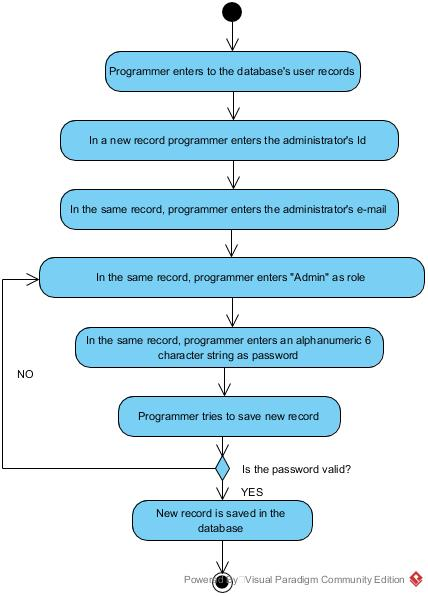 Programmer enters to the database's user records
In a new record programmer enters the administrator's Id
In the same record, programmer enters the administrator's e-mail
In the same record, programmer enters "Admin" as role
In the same record, programmer enters an alphanumeric 6
character string as password
NO
Programmer tries to save new record
Is the password valid?
YES
New record is saved in the
database
Powered By Visual Paradigm Community Edition